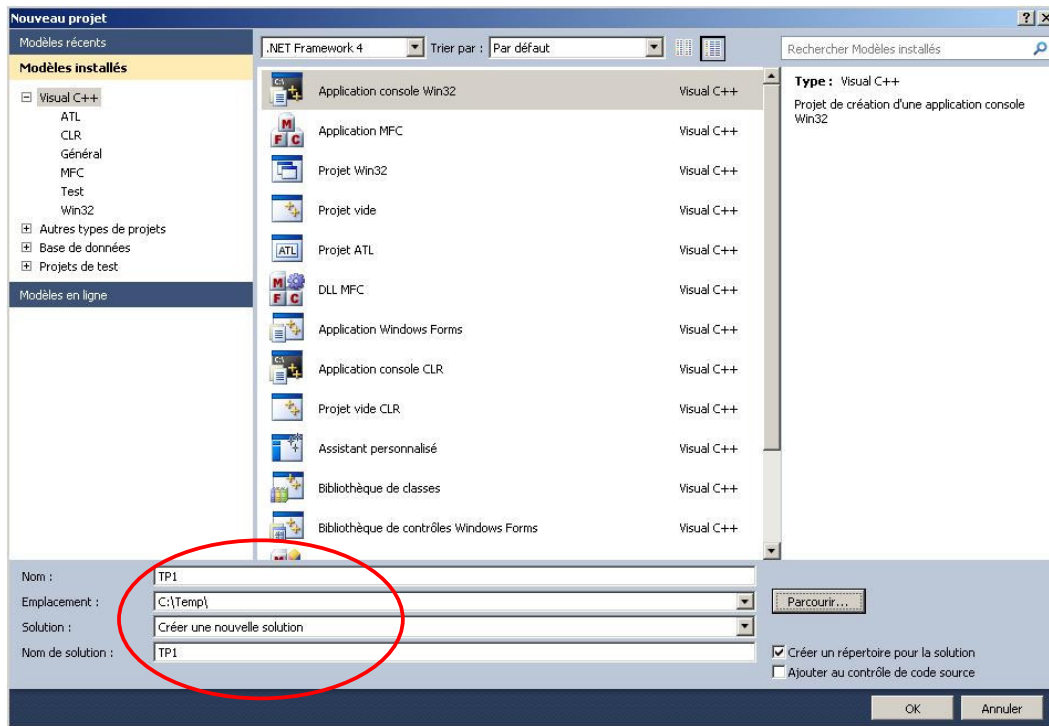 Nouveau projet
Modèles récents
.NET Framework 4
Trier par : Par défaut
Rechercher Modèles installés
Modèles installés
Visual C++
ATL
CLR
Général
MFC
Test
Win32
Autres types de projets
Base de données
Projets de test
Modèles en ligne
Application console Win32 Visual C++
Application MFC Visual C++
Projet Win32 Visual C++
Projet vide Visual C++
Projet ATL Visual C++
DLL MFC Visual C++
Application Windows Forms Visual C++
Application console CLR Visual C++
Projet vide CLR Visual C++
Assistant personnalisé Visual C++
Bibliothèque de classes Visual C++
Bibliothèque de contrôles Windows Forms Visual C++
Type : Visual C++
Projet de création d'une application console
Win32
Nom : TP1
Emplacement : C:\Temp\
Parcourir...
Solution : Créer une nouvelle solution
Nom de solution : TP1
Créer un répertoire pour la solution
Ajouter au contrôle de code source
OK
Annuler